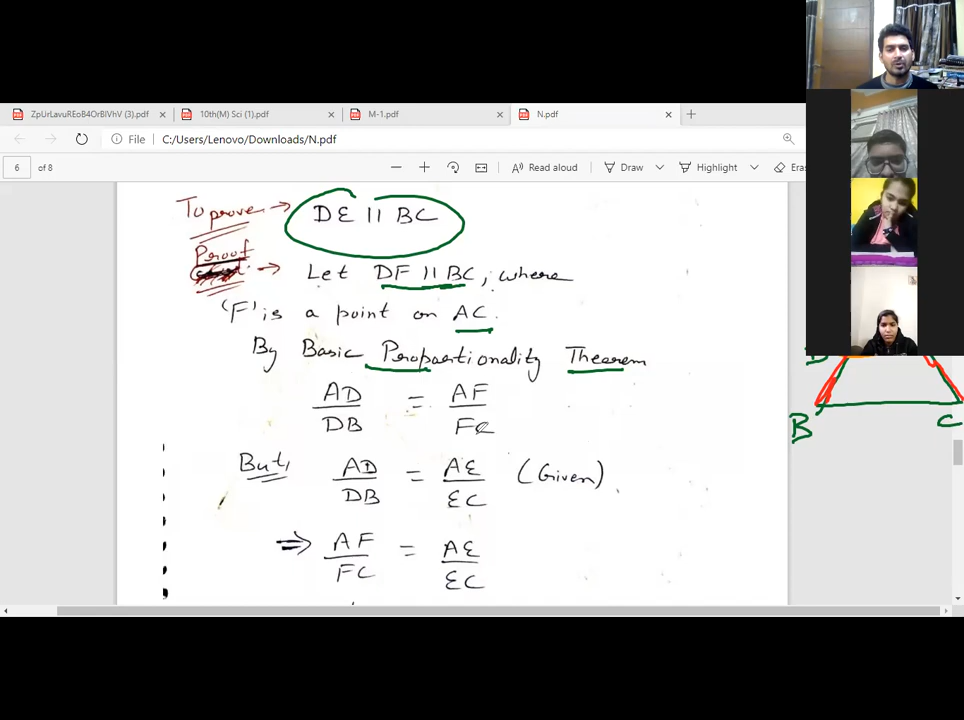 ZpUrLavuREoB4OrBIVhV (3).pdf
10th(M) Sci (1).pdf
M-1.pdf
N.pdf
File C:/Users/Lenovo/Downloads/N.pdf
6 of 8
Read aloud
Draw
Highlight
Eras
To prove → DE || BC
Proof → Let DF || BC, where
'F' is a point on AC.
By Basic Propaertionality Theorem
AD/DB = AF/FC
But, AD/DB = AE/EC (Given)
⇒ AF/FC = AE/EC
B
C